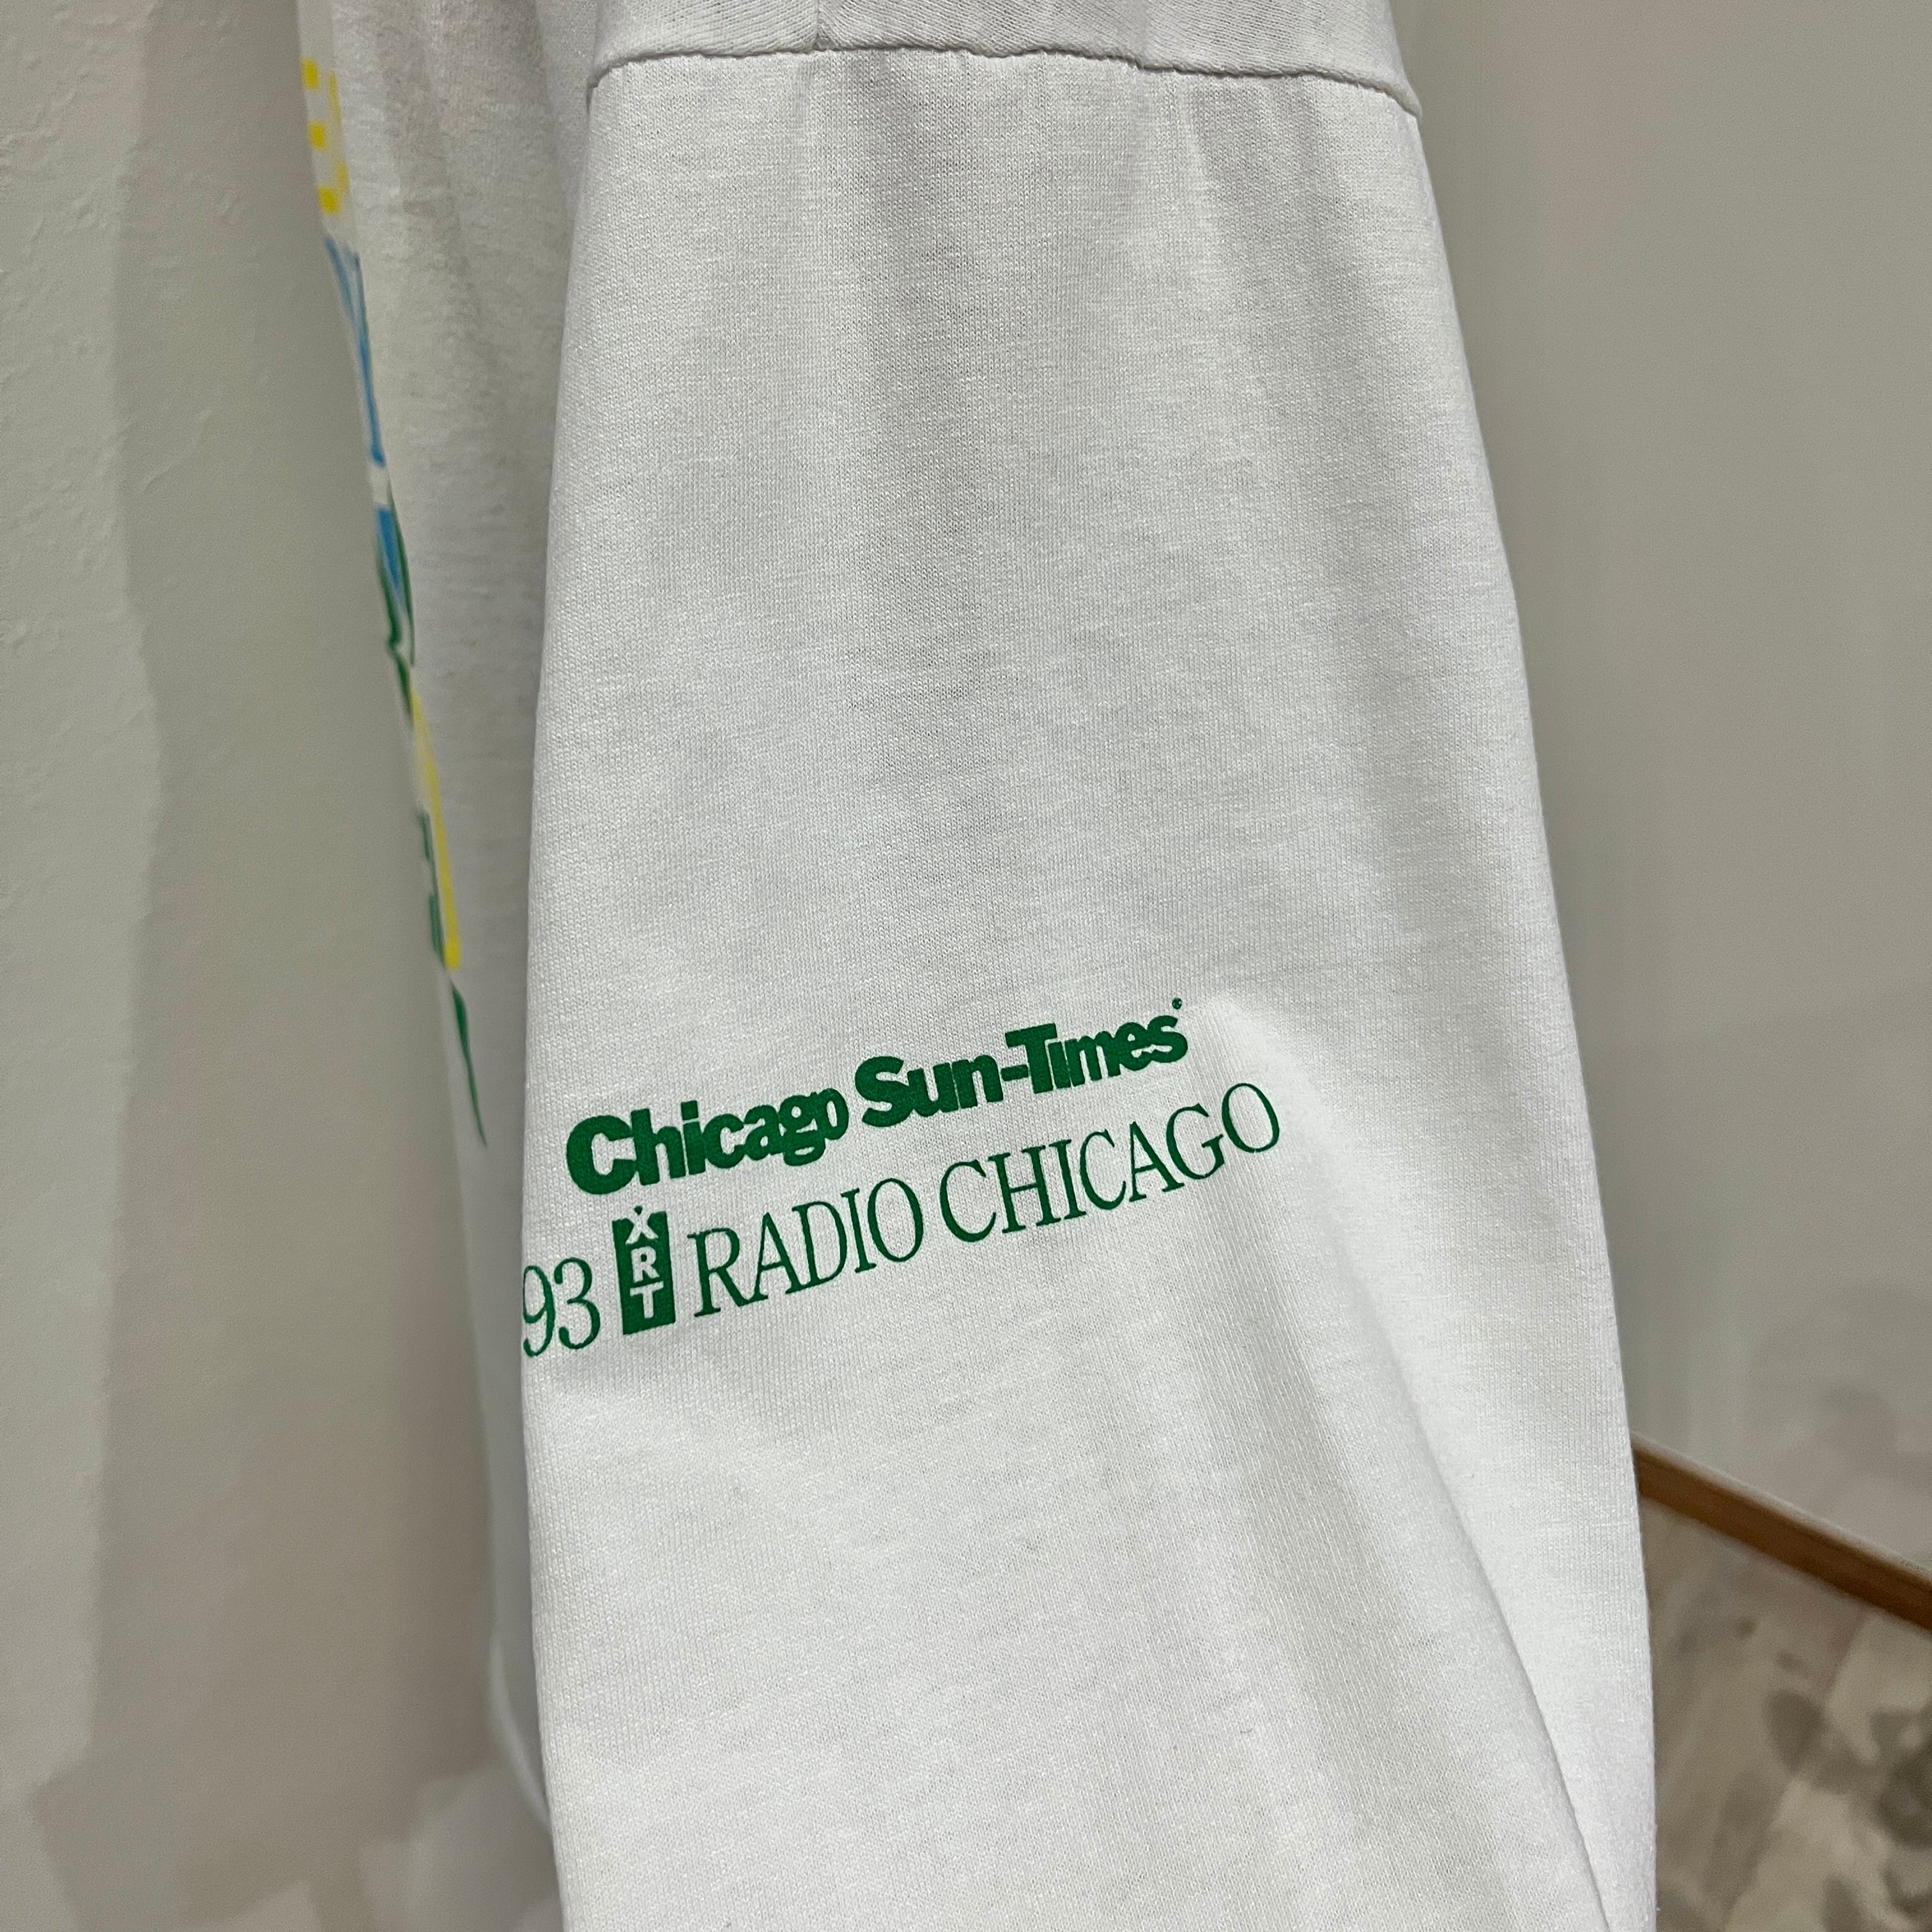 Chicago Sun-Times®
93 XRT RADIO CHICAGO